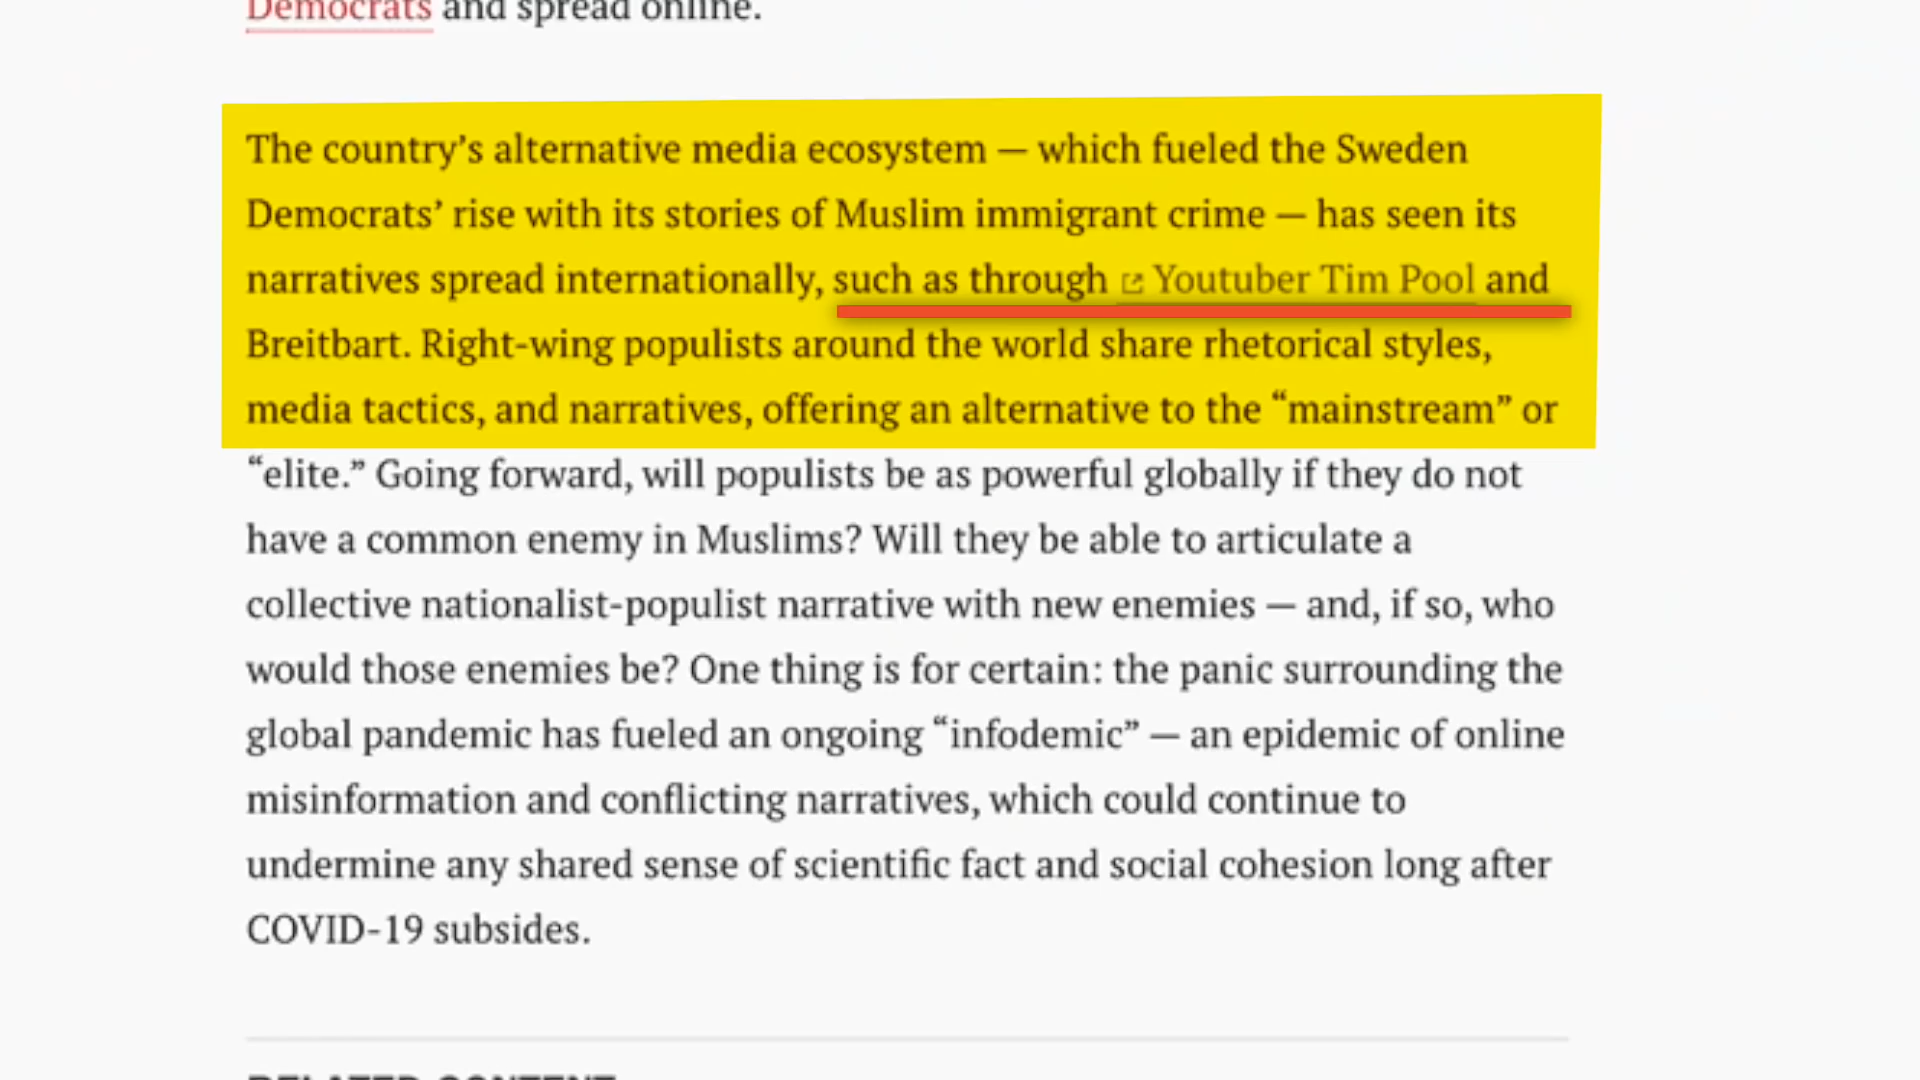 Democrats and spread online.
The country’s alternative media ecosystem — which fueled the Sweden
Democrats’ rise with its stories of Muslim immigrant crime — has seen its
narratives spread internationally, such as through Youtuber Tim Pool and
Breitbart. Right-wing populists around the world share rhetorical styles,
media tactics, and narratives, offering an alternative to the “mainstream” or
“elite.” Going forward, will populists be as powerful globally if they do not
have a common enemy in Muslims? Will they be able to articulate a
collective nationalist-populist narrative with new enemies — and, if so, who
would those enemies be? One thing is for certain: the panic surrounding the
global pandemic has fueled an ongoing “infodemic” — an epidemic of online
misinformation and conflicting narratives, which could continue to
undermine any shared sense of scientific fact and social cohesion long after
COVID-19 subsides.
RELATED CONTENT